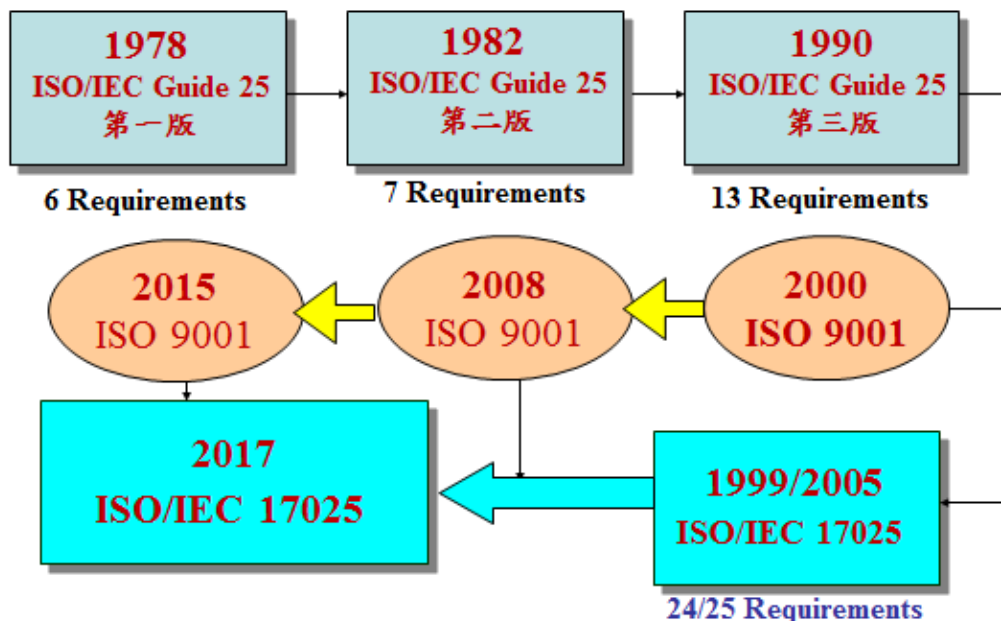 1978
ISO/IEC Guide 25
第一版
1982
ISO/IEC Guide 25
第二版
1990
ISO/IEC Guide 25
第三版
6 Requirements
7 Requirements
13 Requirements
2015
ISO 9001
2008
ISO 9001
2000
ISO 9001
2017
ISO/IEC 17025
1999/2005
ISO/IEC 17025
24/25 Requirements